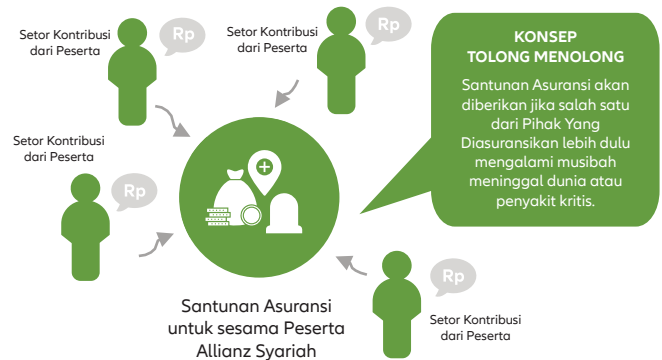 Setor Kontribusi
dari Peserta
Rp
Setor Kontribusi
dari Peserta
Rp
KONSEP
TOLONG MENOLONG
Santunan Asuransi akan
diberikan jika salah satu
dari Pihak Yang
Diasuransikan lebih dulu
mengalami musibah
meninggal dunia atau
penyakit kritis.
Setor Kontribusi
dari Peserta
Rp
Rp
Setor Kontribusi
dari Peserta
Santunan Asuransi
untuk sesama Peserta
Allianz Syariah